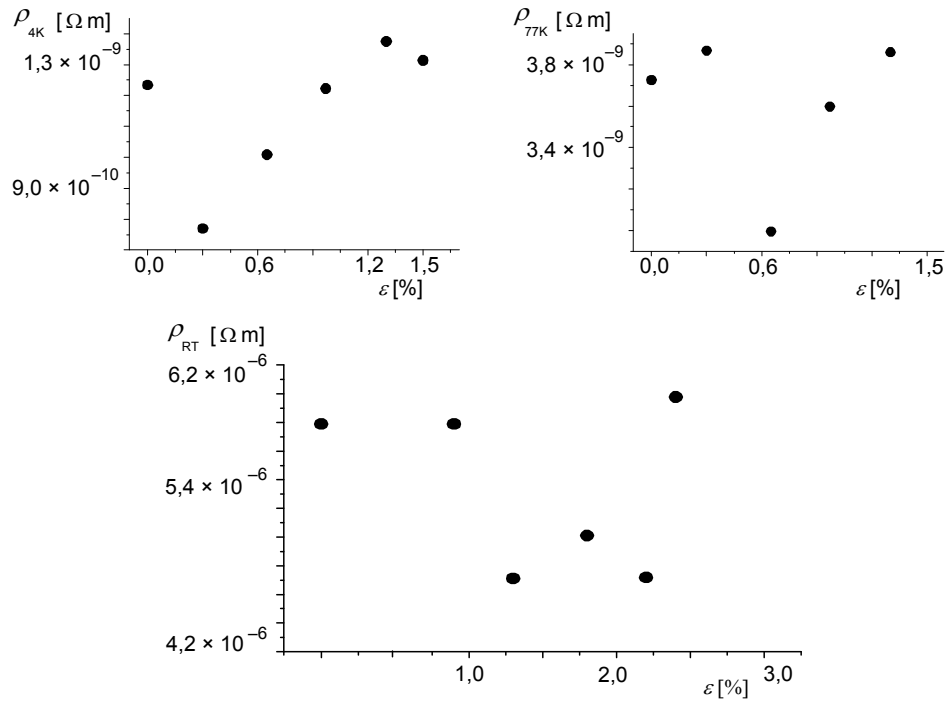 ρ4K [Ω m]
1,3 × 10⁻⁹
9,0 × 10⁻¹⁰
0,0 0,6 1,2 1,5
ε [%]
ρ77K [Ω m]
3,8 × 10⁻⁹
3,4 × 10⁻⁹
0,0 0,6 1,5
ε [%]
ρRT [Ω m]
6,2 × 10⁻⁶
5,4 × 10⁻⁶
4,2 × 10⁻⁶
1,0 2,0 3,0
ε [%]